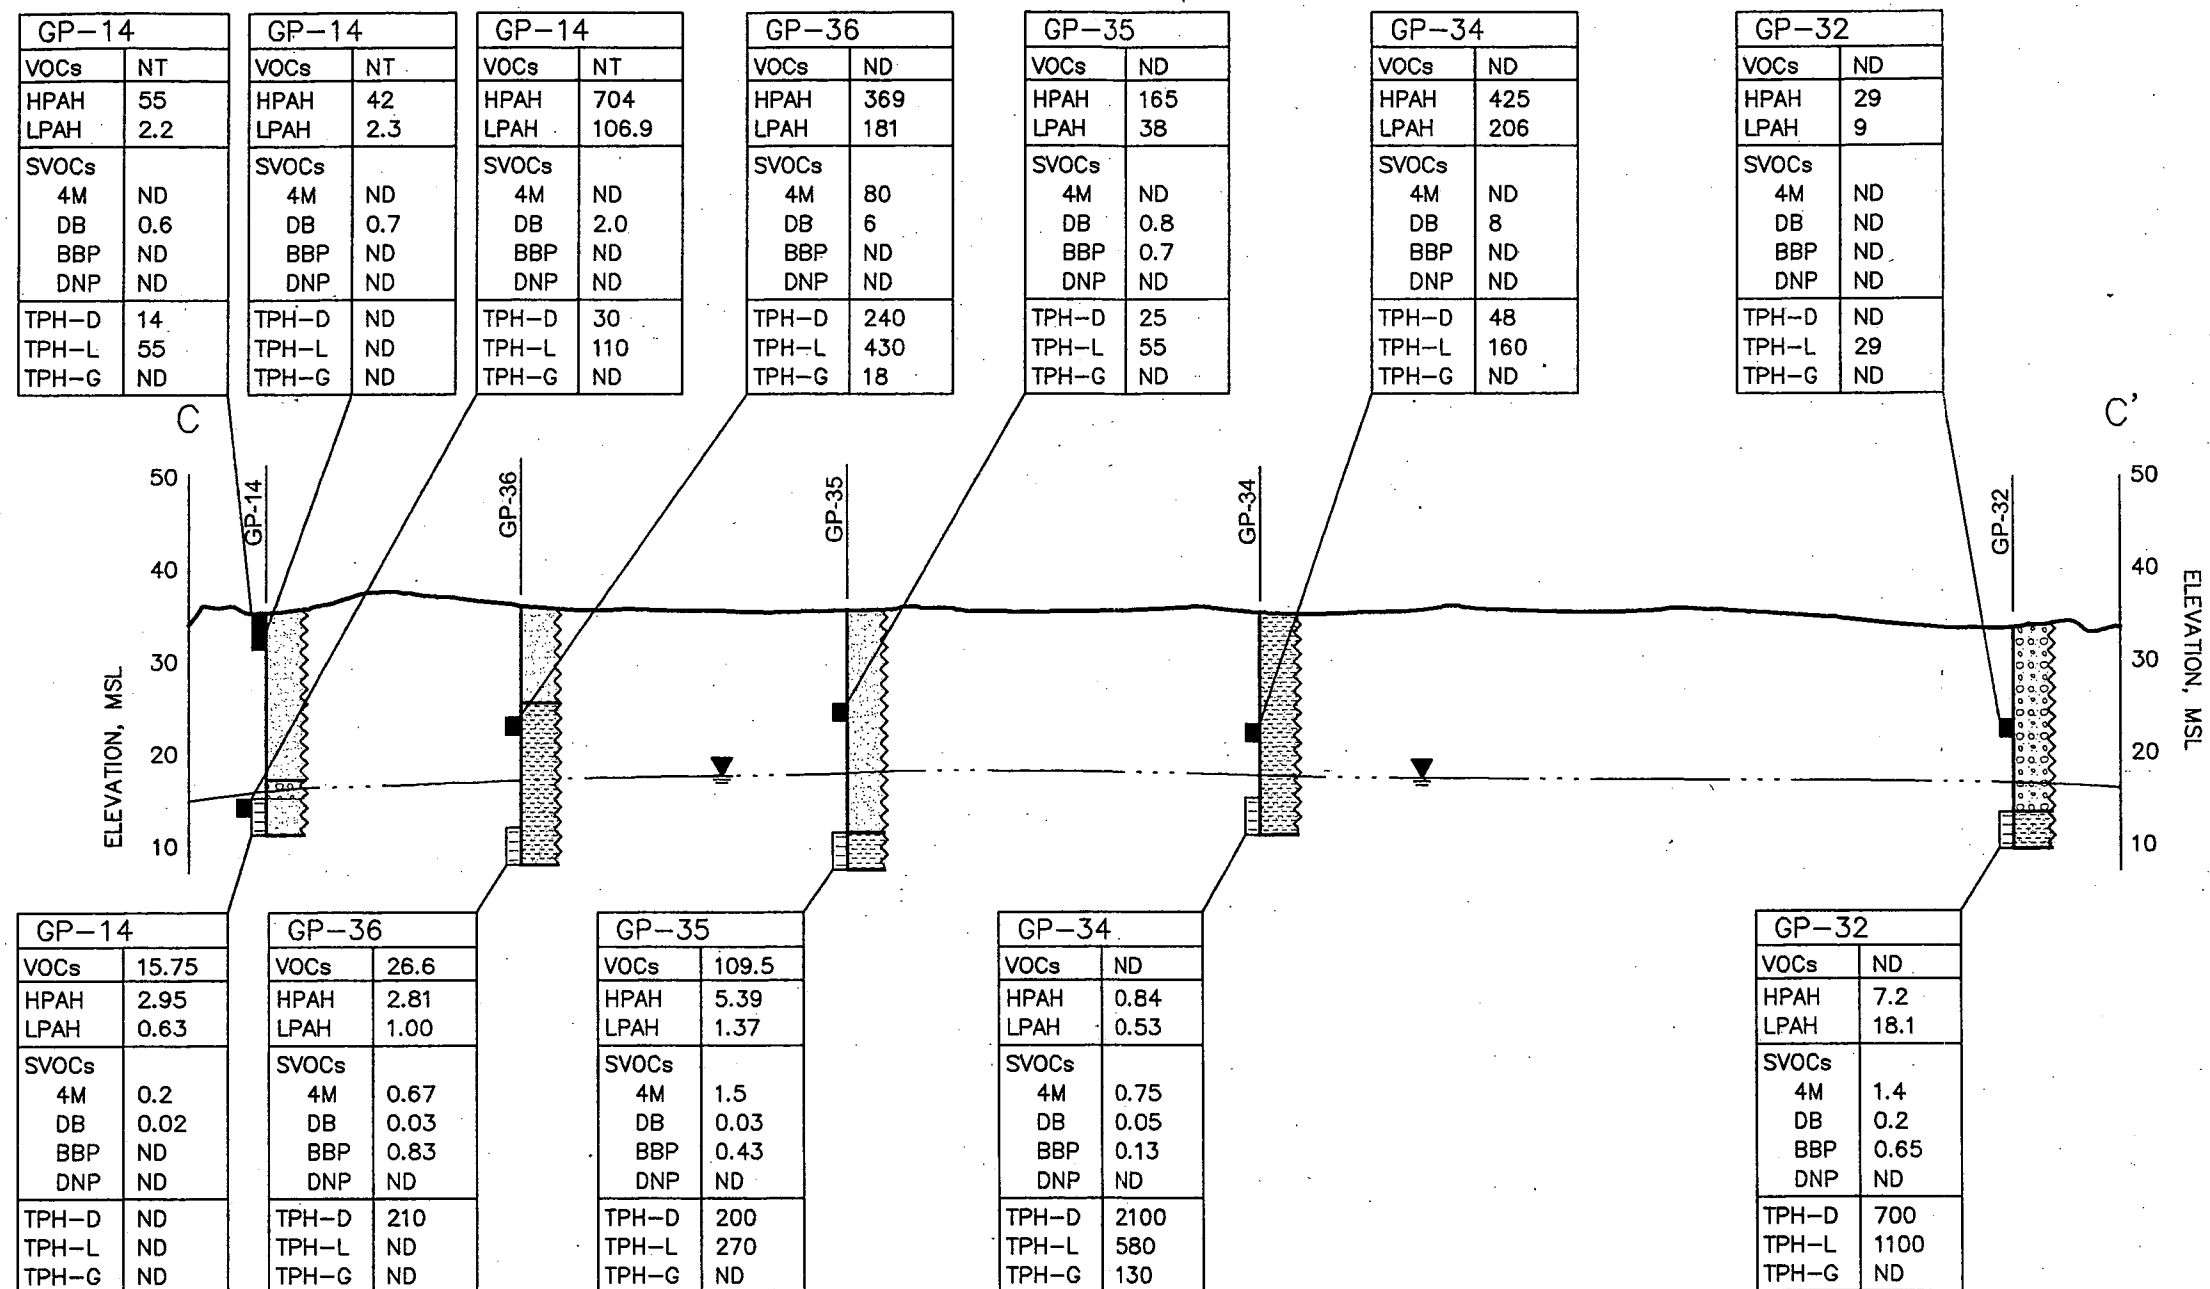 GP-14
VOCs NT
HPAH 55
LPAH 2.2
SVOCs
4M ND
DB 0.6
BBP ND
DNP ND
TPH-D 14
TPH-L 55
TPH-G ND
GP-14
VOCs NT
HPAH 42
LPAH 2.3
SVOCs
4M ND
DB 0.7
BBP ND
DNP ND
TPH-D ND
TPH-L ND
TPH-G ND
GP-14
VOCs NT
HPAH 704
LPAH 106.9
SVOCs
4M ND
DB 2.0
BBP ND
DNP ND
TPH-D 30
TPH-L 110
TPH-G ND
GP-36
VOCs ND
HPAH 369
LPAH 181
SVOCs
4M 80
DB 6
BBP ND
DNP ND
TPH-D 240
TPH-L 430
TPH-G 18
GP-35
VOCs ND
HPAH 165
LPAH 38
SVOCs
4M ND
DB 0.8
BBP 0.7
DNP ND
TPH-D 25
TPH-L 55
TPH-G ND
GP-34
VOCs ND
HPAH 425
LPAH 206
SVOCs
4M ND
DB 8
BBP ND
DNP ND
TPH-D 48
TPH-L 160
TPH-G ND
GP-32
VOCs ND
HPAH 29
LPAH 9
SVOCs
4M ND
DB ND
BBP ND
DNP ND
TPH-D ND
TPH-L 29
TPH-G ND
C
C'
50
40
30
20
10
ELEVATION, MSL
GP-14
GP-36
GP-35
GP-34
GP-32
50
40
30
20
10
ELEVATION, MSL
GP-14
VOCs 15.75
HPAH 2.95
LPAH 0.63
SVOCs
4M 0.2
DB 0.02
BBP ND
DNP ND
TPH-D ND
TPH-L ND
TPH-G ND
GP-36
VOCs 26.6
HPAH 2.81
LPAH 1.00
SVOCs
4M 0.67
DB 0.03
BBP 0.83
DNP ND
TPH-D 210
TPH-L ND
TPH-G ND
GP-35
VOCs 109.5
HPAH 5.39
LPAH 1.37
SVOCs
4M 1.5
DB 0.03
BBP 0.43
DNP ND
TPH-D 200
TPH-L 270
TPH-G ND
GP-34
VOCs ND
HPAH 0.84
LPAH 0.53
SVOCs
4M 0.75
DB 0.05
BBP 0.13
DNP ND
TPH-D 2100
TPH-L 580
TPH-G 130
GP-32
VOCs ND
HPAH 7.2
LPAH 18.1
SVOCs
4M 1.4
DB 0.2
BBP 0.65
DNP ND
TPH-D 700
TPH-L 1100
TPH-G ND